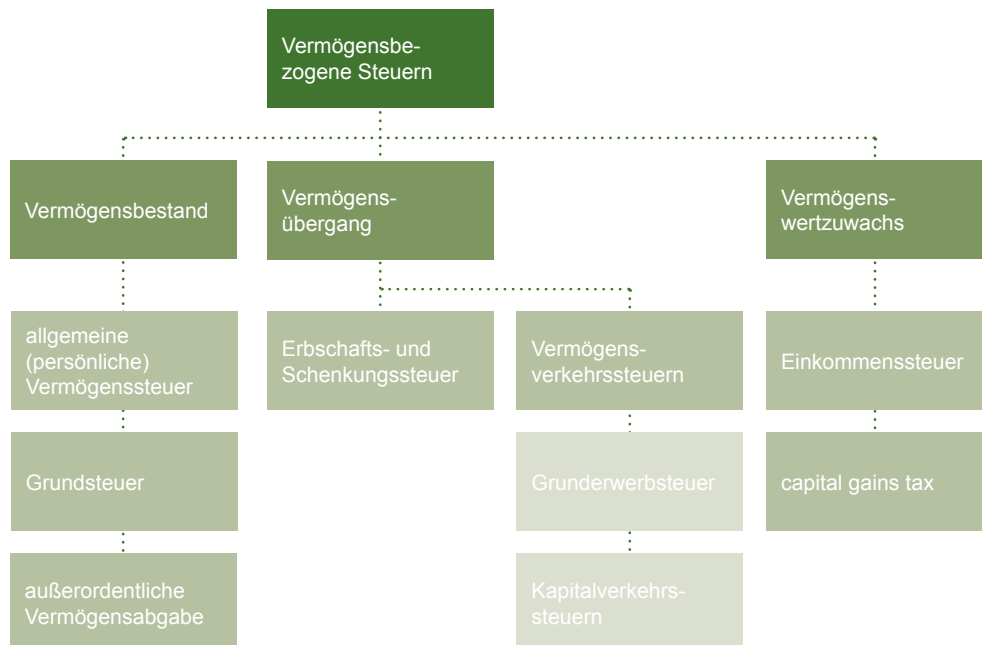 Vermögensbe-
zogene Steuern
Vermögensbestand
Vermögens-
übergang
Vermögens-
wertzuwachs
allgemeine
(persönliche)
Vermögenssteuer
Erbschafts- und
Schenkungssteuer
Vermögens-
verkehrssteuern
Einkommenssteuer
Grundsteuer
Grunderwerbsteuer
capital gains tax
außerordentliche
Vermögensabgabe
Kapitalverkehrs-
steuern